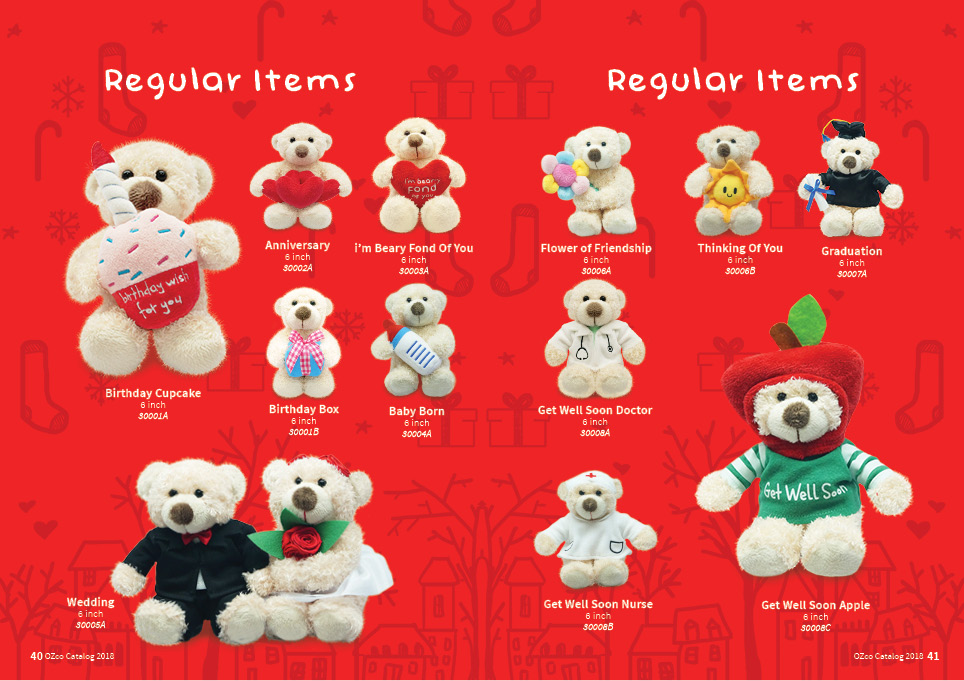 Regular Items
birthday wish
for you
Birthday Cupcake
6 inch
30001A
Anniversary
6 inch
30002A
I'm beary
Fond
of you
i'm Beary Fond Of You
6 inch
30003A
Birthday Box
6 inch
30001B
Baby Born
6 inch
30004A
Wedding
6 inch
30005A
40 OZco Catalog 2018
Regular Items
Flower of Friendship
6 inch
30006A
Thinking Of You
6 inch
30006B
Graduation
6 inch
30007A
Get Well Soon Doctor
6 inch
30008A
Get Well Soon
Get Well Soon Nurse
6 inch
30008B
Get Well Soon Apple
6 inch
30008C
OZco Catalog 2018 41